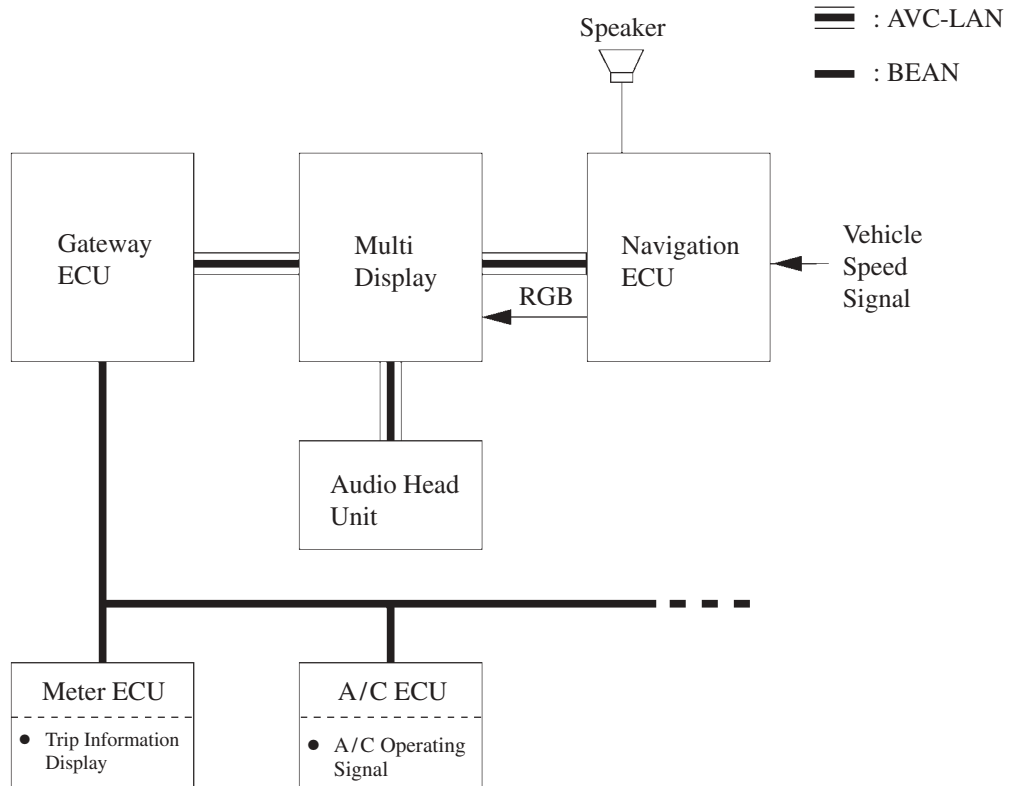 : AVC-LAN
Speaker
: BEAN
Gateway
ECU
Multi
Display
Navigation
ECU
Vehicle
Speed
Signal
RGB
Audio Head
Unit
Meter ECU
● Trip Information
Display
A/C ECU
● A/C Operating
Signal